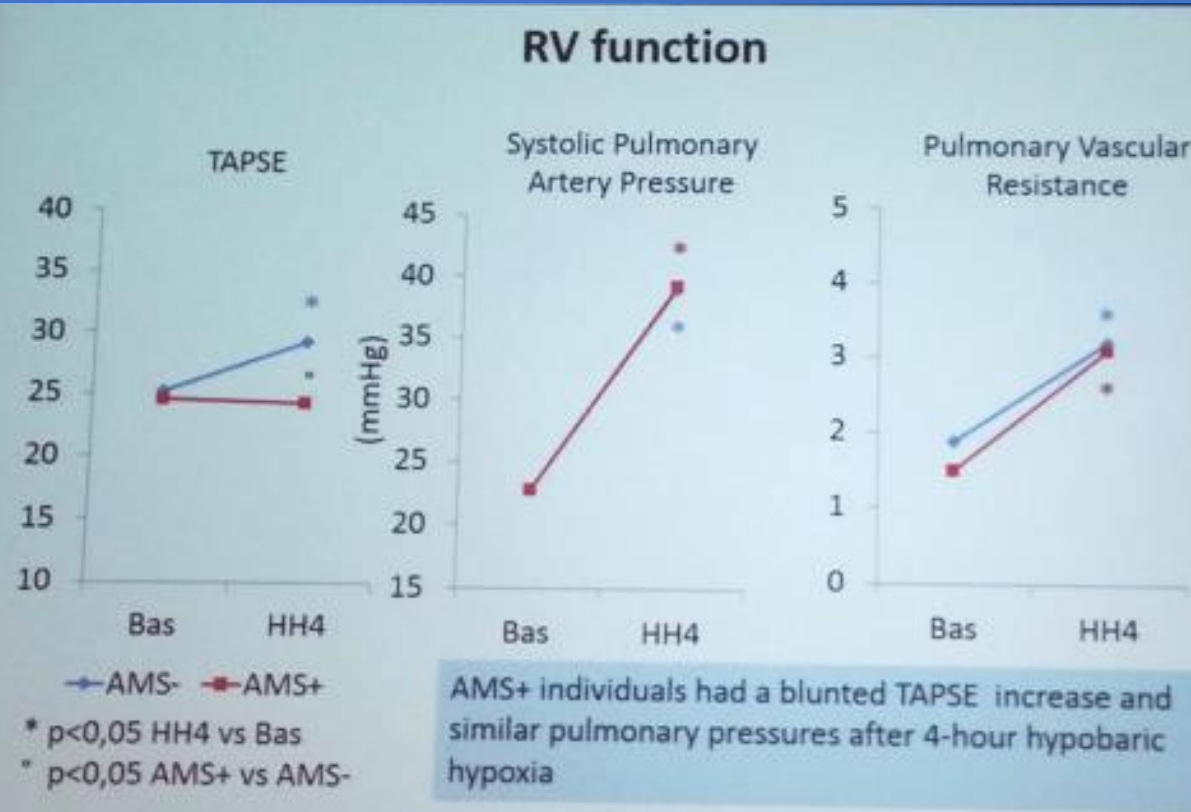 RV function
TAPSE
40
35
30
25
20
15
10
Bas HH4
Systolic Pulmonary
Artery Pressure
(mmHg)
45
40
35
30
25
20
15
Bas HH4
Pulmonary Vascular
Resistance
5
4
3
2
1
0
Bas HH4
AMS- AMS+
* p<0,05 HH4 vs Bas
° p<0,05 AMS+ vs AMS-
AMS+ individuals had a blunted TAPSE increase and
similar pulmonary pressures after 4-hour hypobaric
hypoxia